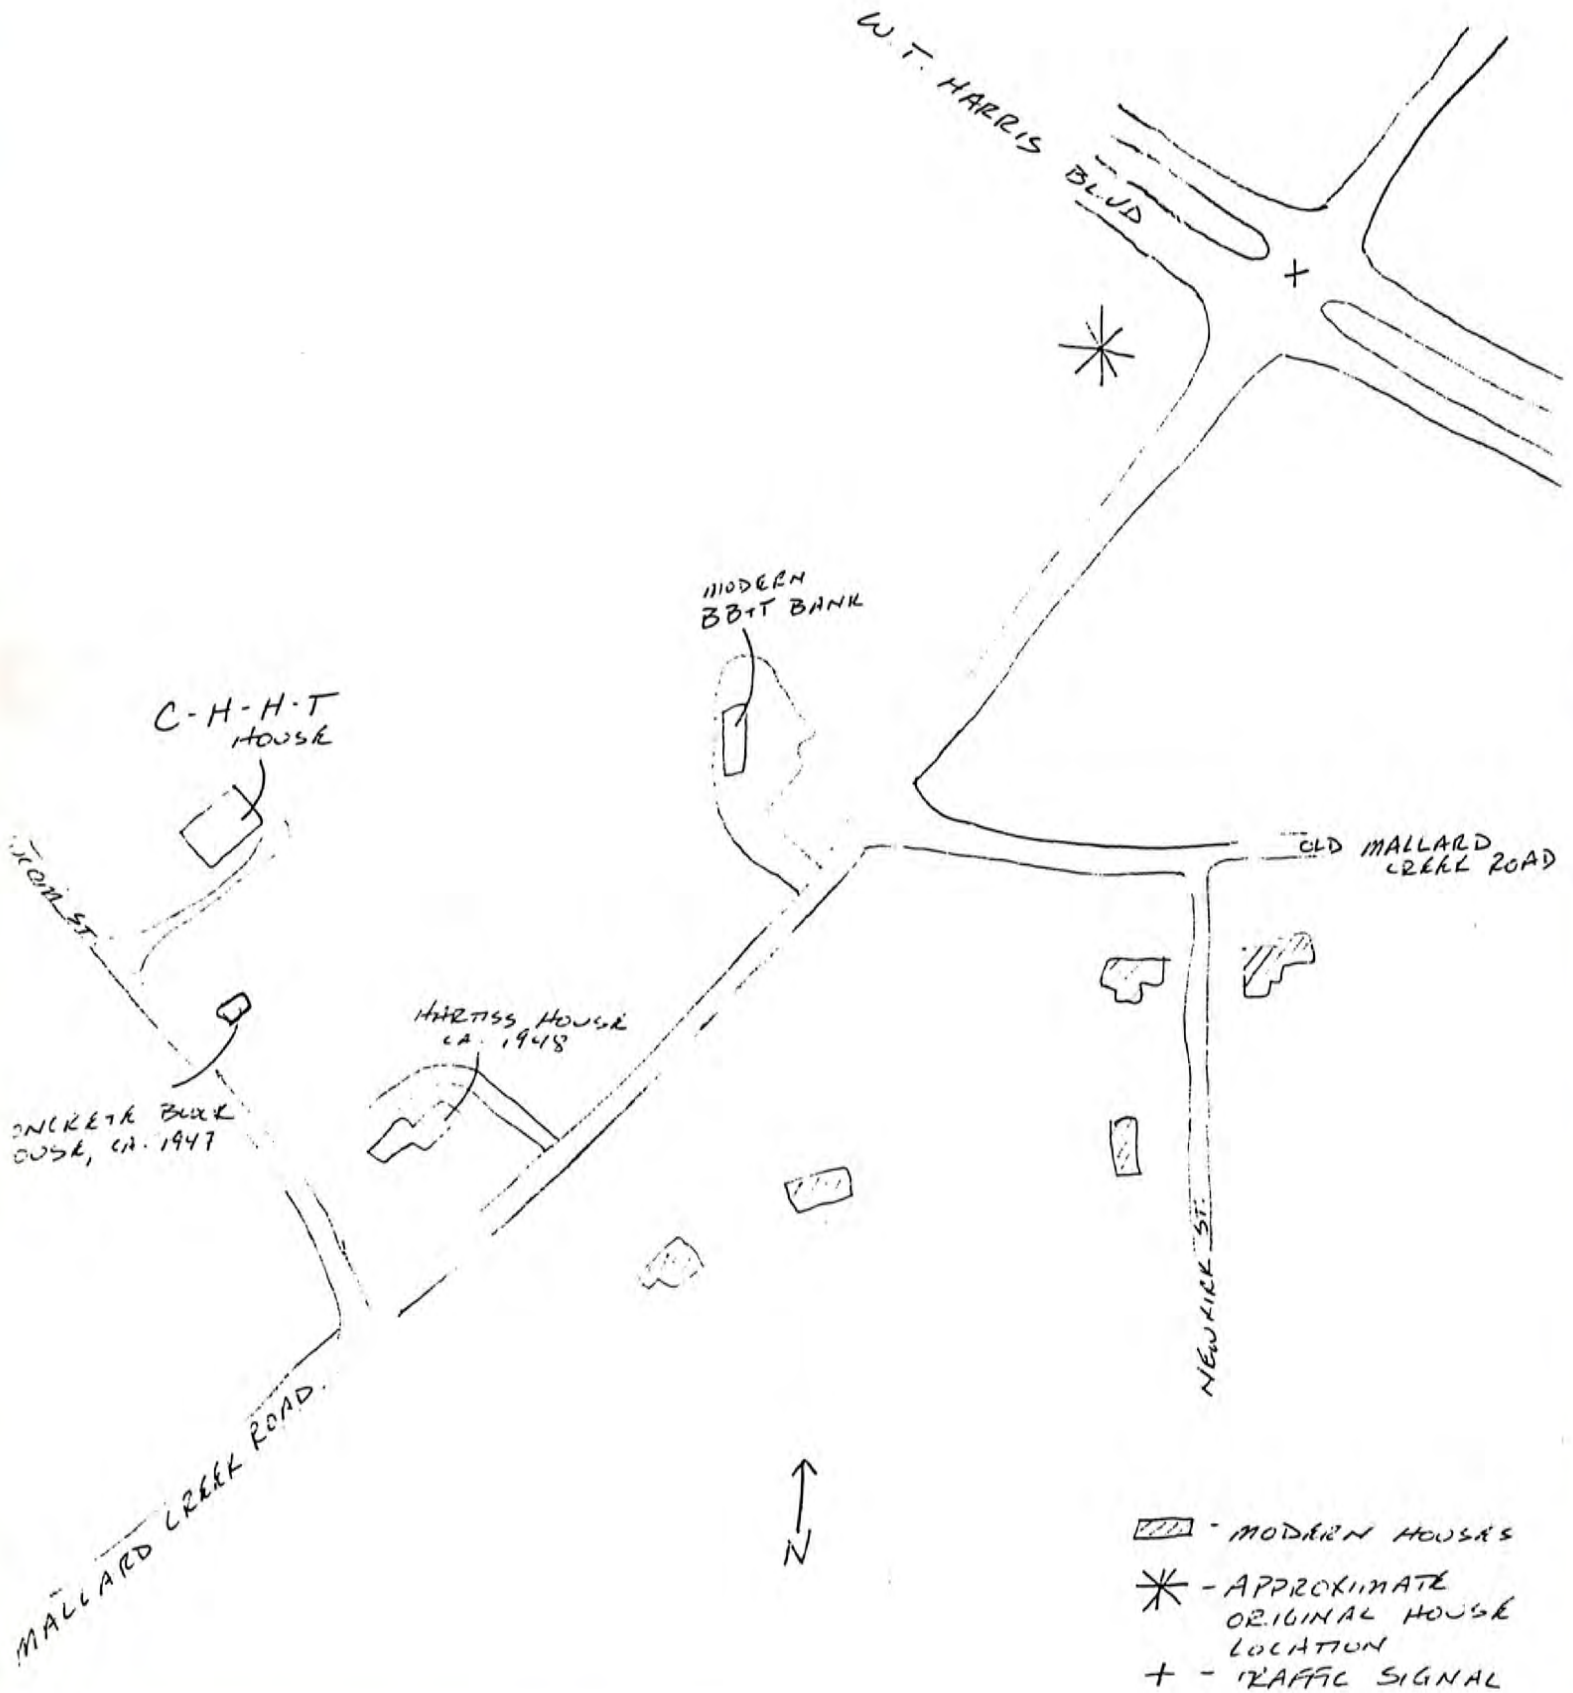 W. T. HARRIS
BLVD
MODERN
BB+T BANK
C-H-H-T
HOUSE
OLD MALLARD
CREEK ROAD
ST.
HARTISS HOUSE
CA. 1948
ONCRETE BLOCK
OUSE, CA. 1947
NEWKIRK ST.
MALLARD CREEK ROAD.
N
- MODERN HOUSES
- APPROXIMATE
ORIGINAL HOUSE
LOCATION
+ - TRAFFIC SIGNAL